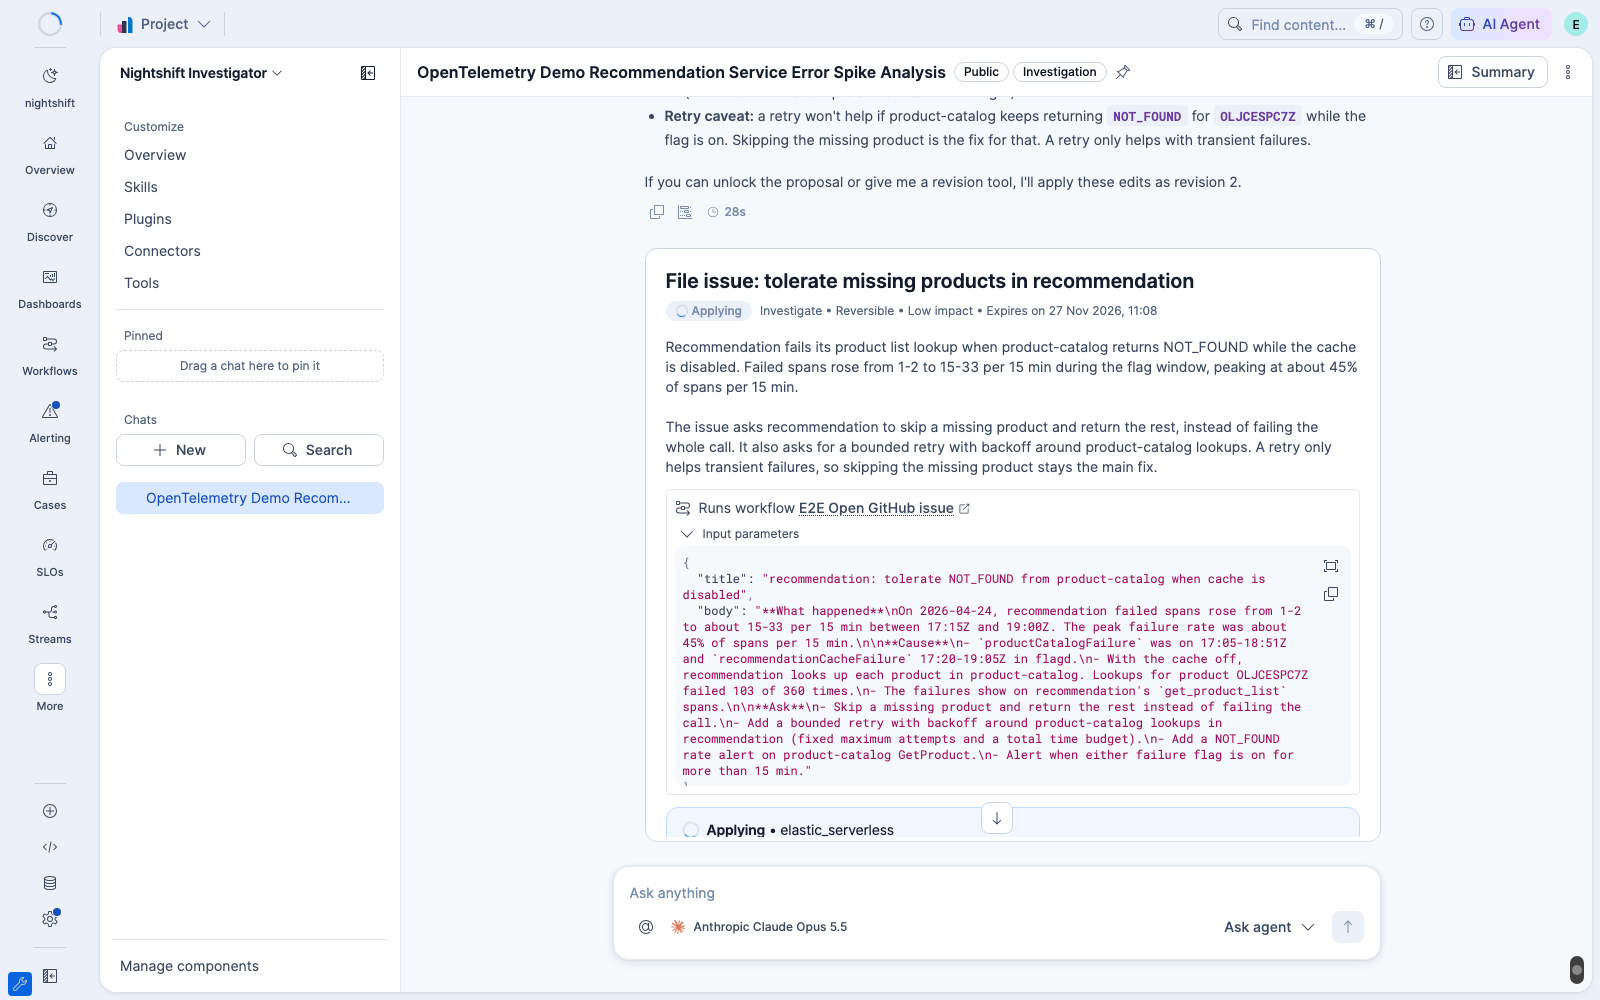 Project
Find content...
⌘ /
AI Agent
E
nightshift
Overview
Discover
Dashboards
Workflows
Alerting
Cases
SLOs
Streams
More
Nightshift Investigator
Customize
Overview
Skills
Plugins
Connectors
Tools
Pinned
Drag a chat here to pin it
Chats
New
Search
OpenTelemetry Demo Recom...
Manage components
OpenTelemetry Demo Recommendation Service Error Spike Analysis
Public
Investigation
Summary
• Retry caveat: a retry won't help if product-catalog keeps returning NOT_FOUND for OLJCESPC7Z while the
flag is on. Skipping the missing product is the fix for that. A retry only helps with transient failures.
If you can unlock the proposal or give me a revision tool, I'll apply these edits as revision 2.
28s
File issue: tolerate missing products in recommendation
Applying
Investigate • Reversible • Low impact • Expires on 27 Nov 2026, 11:08
Recommendation fails its product list lookup when product-catalog returns NOT_FOUND while the cache
is disabled. Failed spans rose from 1-2 to 15-33 per 15 min during the flag window, peaking at about 45%
of spans per 15 min.
The issue asks recommendation to skip a missing product and return the rest, instead of failing the
whole call. It also asks for a bounded retry with backoff around product-catalog lookups. A retry only
helps transient failures, so skipping the missing product stays the main fix.
Runs workflow E2E Open GitHub issue
Input parameters
{
"title": "recommendation: tolerate NOT_FOUND from product-catalog when cache is
disabled",
"body": "**What happened**\nOn 2026-04-24, recommendation failed spans rose from 1-2
to about 15-33 per 15 min between 17:15Z and 19:00Z. The peak failure rate was about
45% of spans per 15 min.\n\n**Cause**\n- `productCatalogFailure` was on 17:05-18:51Z
and `recommendationCacheFailure` 17:20-19:05Z in flagd.\n- With the cache off,
recommendation looks up each product in product-catalog. Lookups for product OLJCESPC7Z
failed 103 of 360 times.\n- The failures show on recommendation's `get_product_list`
spans.\n\n**Ask**\n- Skip a missing product and return the rest instead of failing the
call.\n- Add a bounded retry with backoff around product-catalog lookups in
recommendation (fixed maximum attempts and a total time budget).\n- Add a NOT_FOUND
rate alert on product-catalog GetProduct.\n- Alert when either failure flag is on for
more than 15 min."
Applying • elastic_serverless
Ask anything
@
Anthropic Claude Opus 5.5
Ask agent